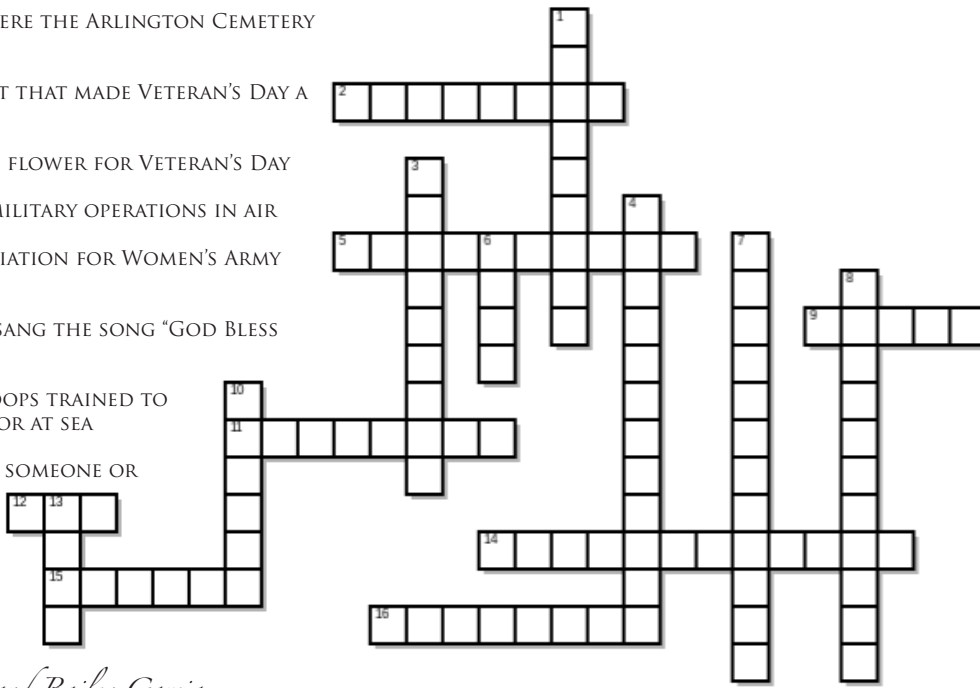 ERE THE ARLINGTON CEMETERY
T THAT MADE VETERAN'S DAY A
FLOWER FOR VETERAN'S DAY
MILITARY OPERATIONS IN AIR
IATION FOR WOMEN'S ARMY
SANG THE SONG “GOD BLESS
OOPS TRAINED TO
OR AT SEA
SOMEONE OR
1
2
3
4
5 6 7
8
9
10
11
12 13
14
15
16